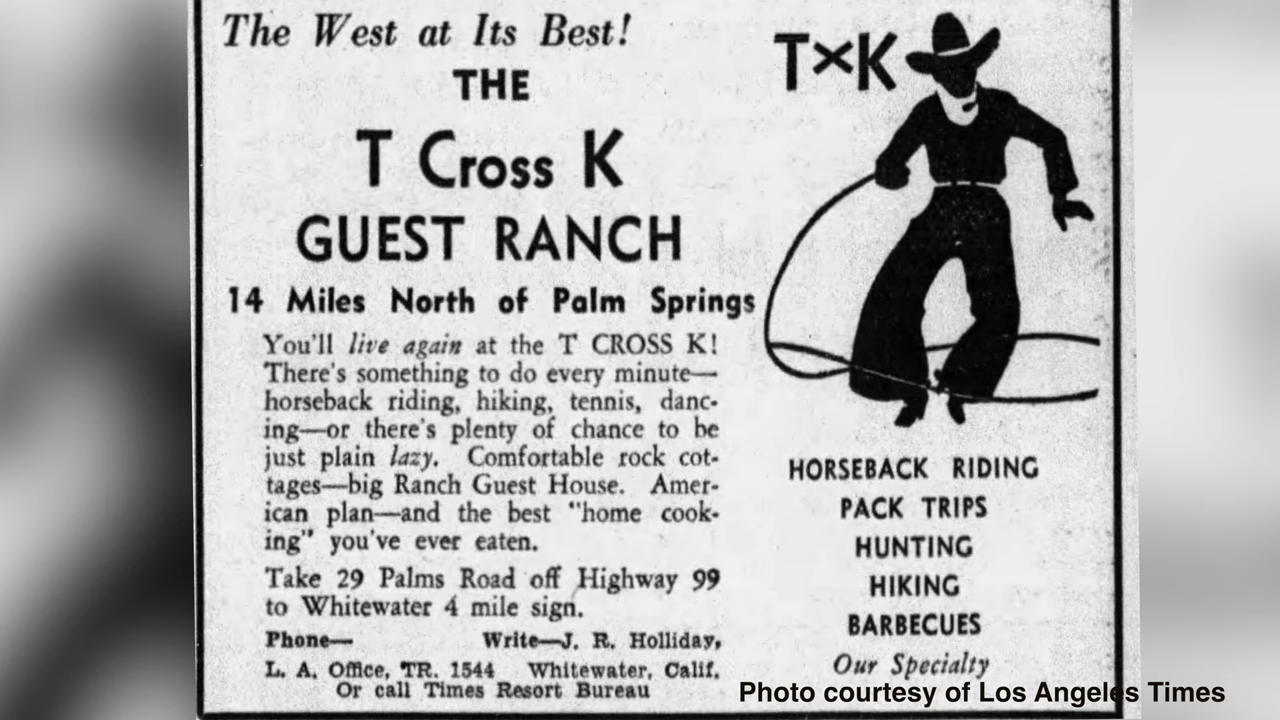 The West at Its Best!
THE
T Cross K
GUEST RANCH
14 Miles North of Palm Springs
You'll live again at the T CROSS K!
There's something to do every minute—
horseback riding, hiking, tennis, danc-
ing—or there's plenty of chance to be
just plain lazy. Comfortable rock cot-
tages—big Ranch Guest House. Amer-
ican plan—and the best "home cook-
ing" you've ever eaten.
Take 29 Palms Road off Highway 99
to Whitewater 4 mile sign.
Phone— Write—J. R. Holliday,
L. A. Office, TR. 1544 Whitewater, Calif.
Or call Times Resort Bureau
T×K
HORSEBACK RIDING
PACK TRIPS
HUNTING
HIKING
BARBECUES
Our Specialty
Photo courtesy of Los Angeles Times